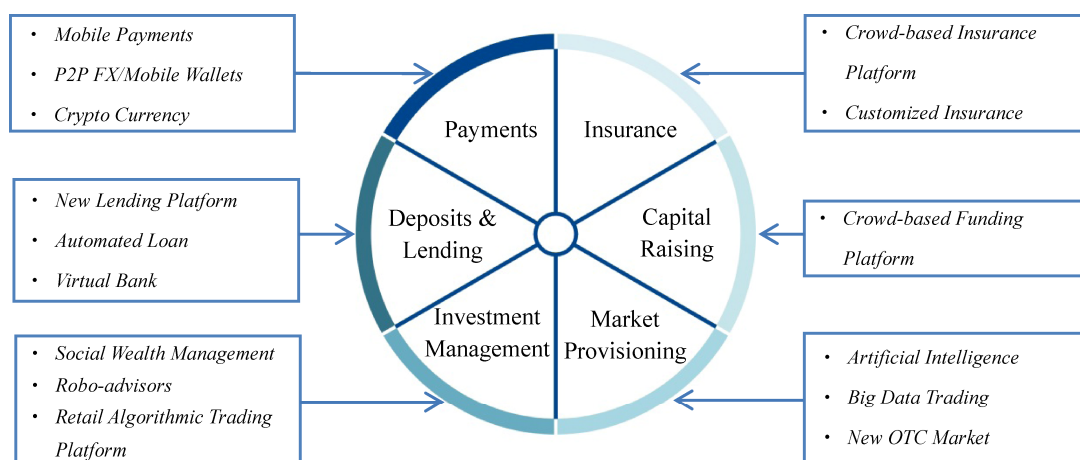 • Mobile Payments
• P2P FX/Mobile Wallets
• Crypto Currency
• New Lending Platform
• Automated Loan
• Virtual Bank
• Social Wealth Management
• Robo-advisors
• Retail Algorithmic Trading
Platform
Payments
Insurance
Deposits &
Lending
Capital
Raising
Investment
Management
Market
Provisioning
• Crowd-based Insurance
Platform
• Customized Insurance
• Crowd-based Funding
Platform
• Artificial Intelligence
• Big Data Trading
• New OTC Market